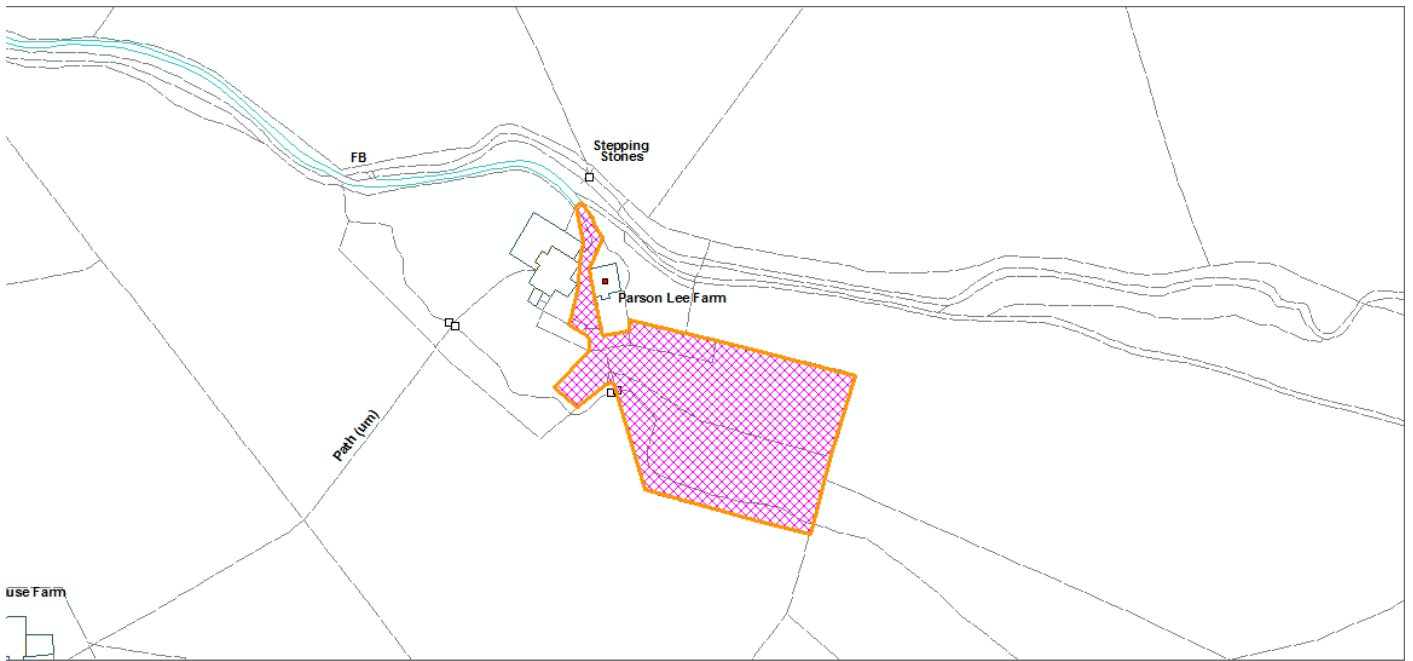 Stepping
Stones
FB
Parson Lee Farm
Path (um)
use Farm